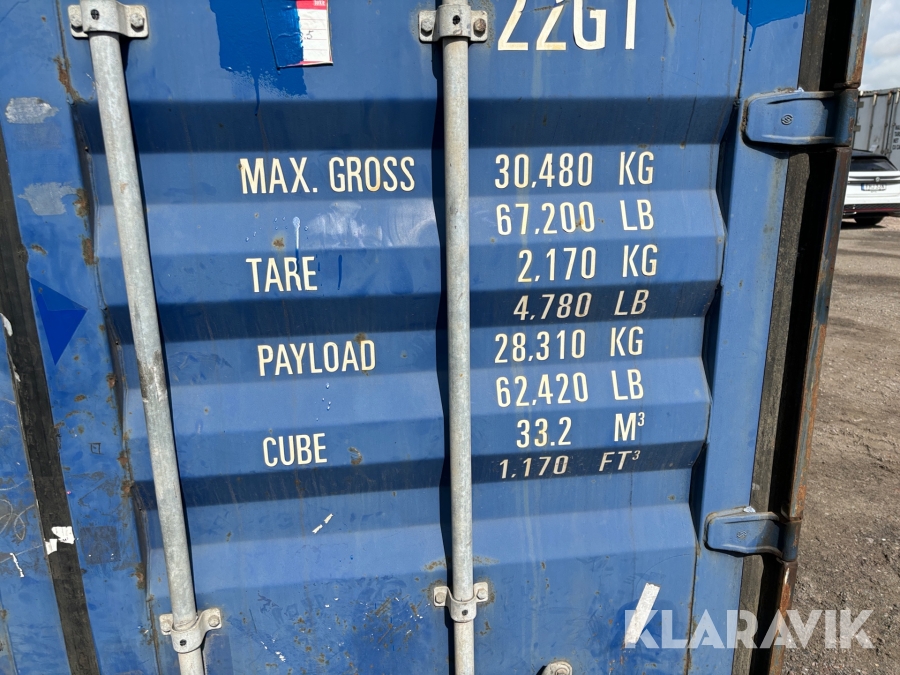 22G1
MAX. GROSS 30,480 KG
67,200 LB
TARE 2,170 KG
4,780 LB
PAYLOAD 28,310 KG
62,420 LB
CUBE 33.2 M³
1,170 FT³
KLARAVIK